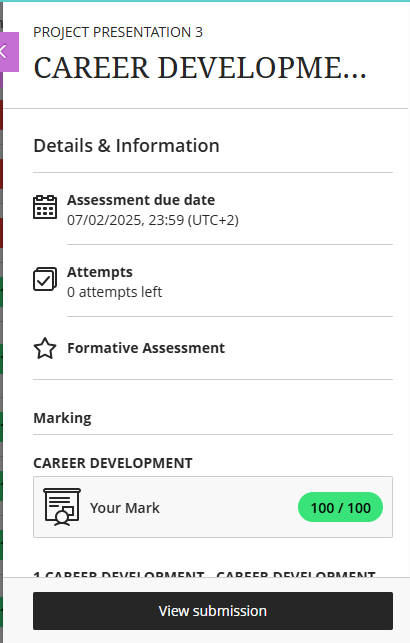 PROJECT PRESENTATION 3
CAREER DEVELOPME...
Details & Information
Assessment due date
07/02/2025, 23:59 (UTC+2)
Attempts
0 attempts left
Formative Assessment
Marking
CAREER DEVELOPMENT
Your Mark
100 / 100
1 CAREER DEVELOPMENT - CAREER DEVELOPMENT
View submission